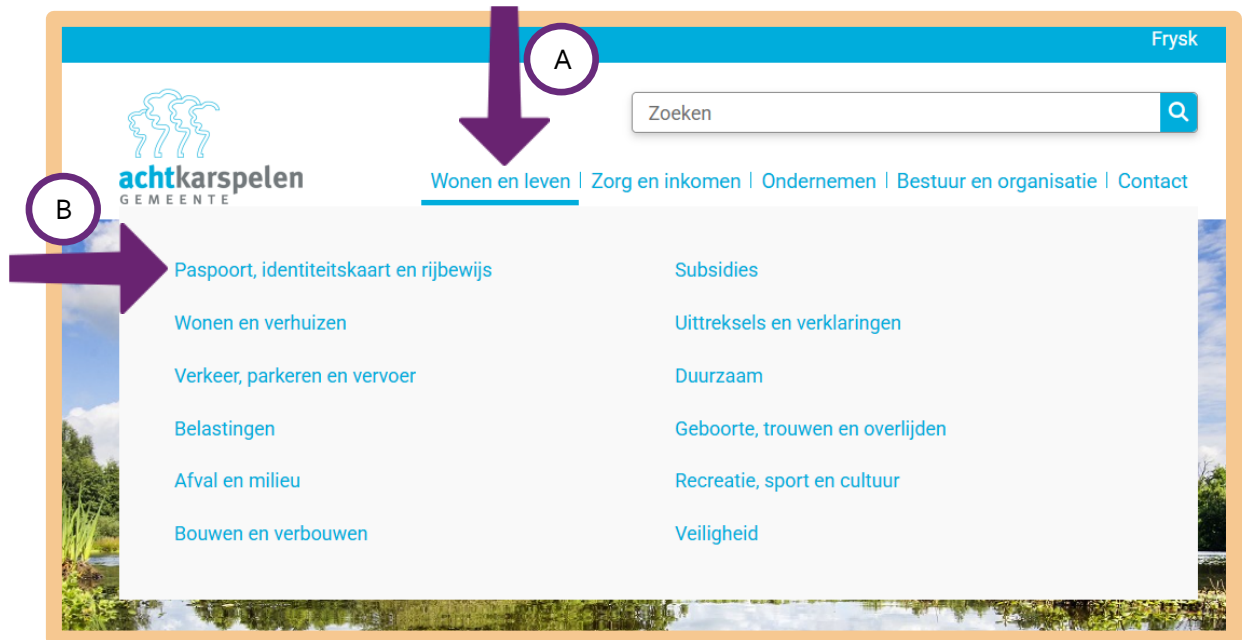 Frysk
A
Zoeken
achtkarspelen
GEMEENTE
Wonen en leven | Zorg en inkomen | Ondernemen | Bestuur en organisatie | Contact
B
Paspoort, identiteitskaart en rijbewijs
Wonen en verhuizen
Verkeer, parkeren en vervoer
Belastingen
Afval en milieu
Bouwen en verbouwen
Subsidies
Uittreksels en verklaringen
Duurzaam
Geboorte, trouwen en overlijden
Recreatie, sport en cultuur
Veiligheid